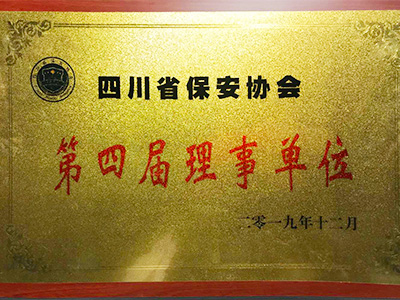 四川省保安协会
第四届理事单位
二零一九年十二月